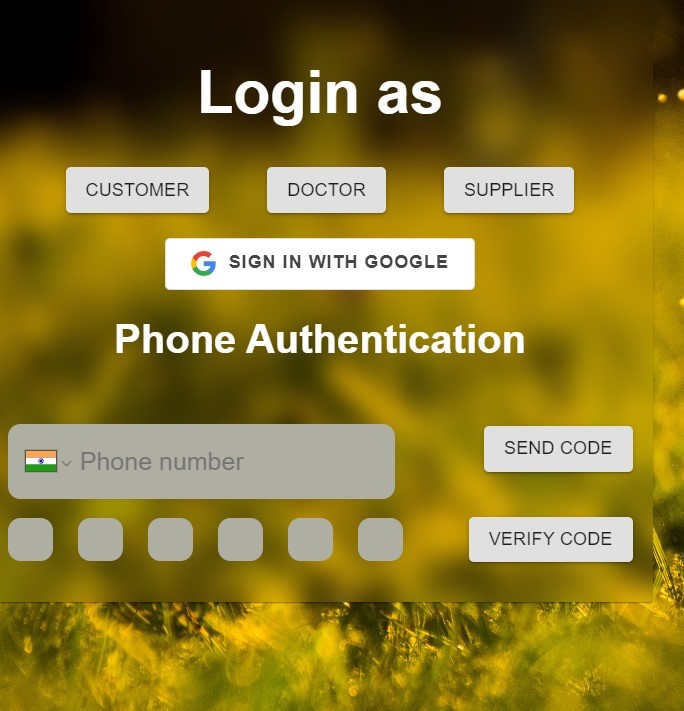 Login as
CUSTOMER DOCTOR SUPPLIER
SIGN IN WITH GOOGLE
Phone Authentication
Phone number SEND CODE
VERIFY CODE